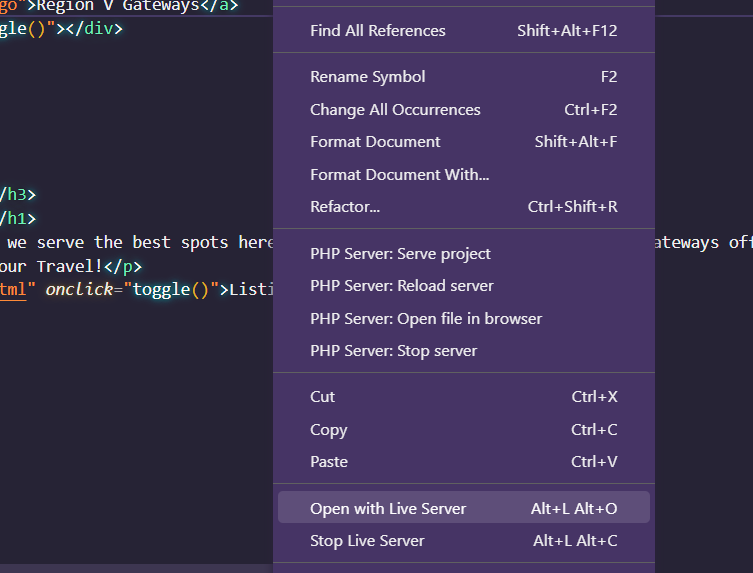 go">Region V Gateways</a>
gle()"></div>
/h3>
/h1>
we serve the best spots here
ateways off
our Travel!</p>
tml" onclick="toggle()">Listi
Find All References Shift+Alt+F12
Rename Symbol F2
Change All Occurrences Ctrl+F2
Format Document Shift+Alt+F
Format Document With...
Refactor... Ctrl+Shift+R
PHP Server: Serve project
PHP Server: Reload server
PHP Server: Open file in browser
PHP Server: Stop server
Cut Ctrl+X
Copy Ctrl+C
Paste Ctrl+V
Open with Live Server Alt+L Alt+O
Stop Live Server Alt+L Alt+C